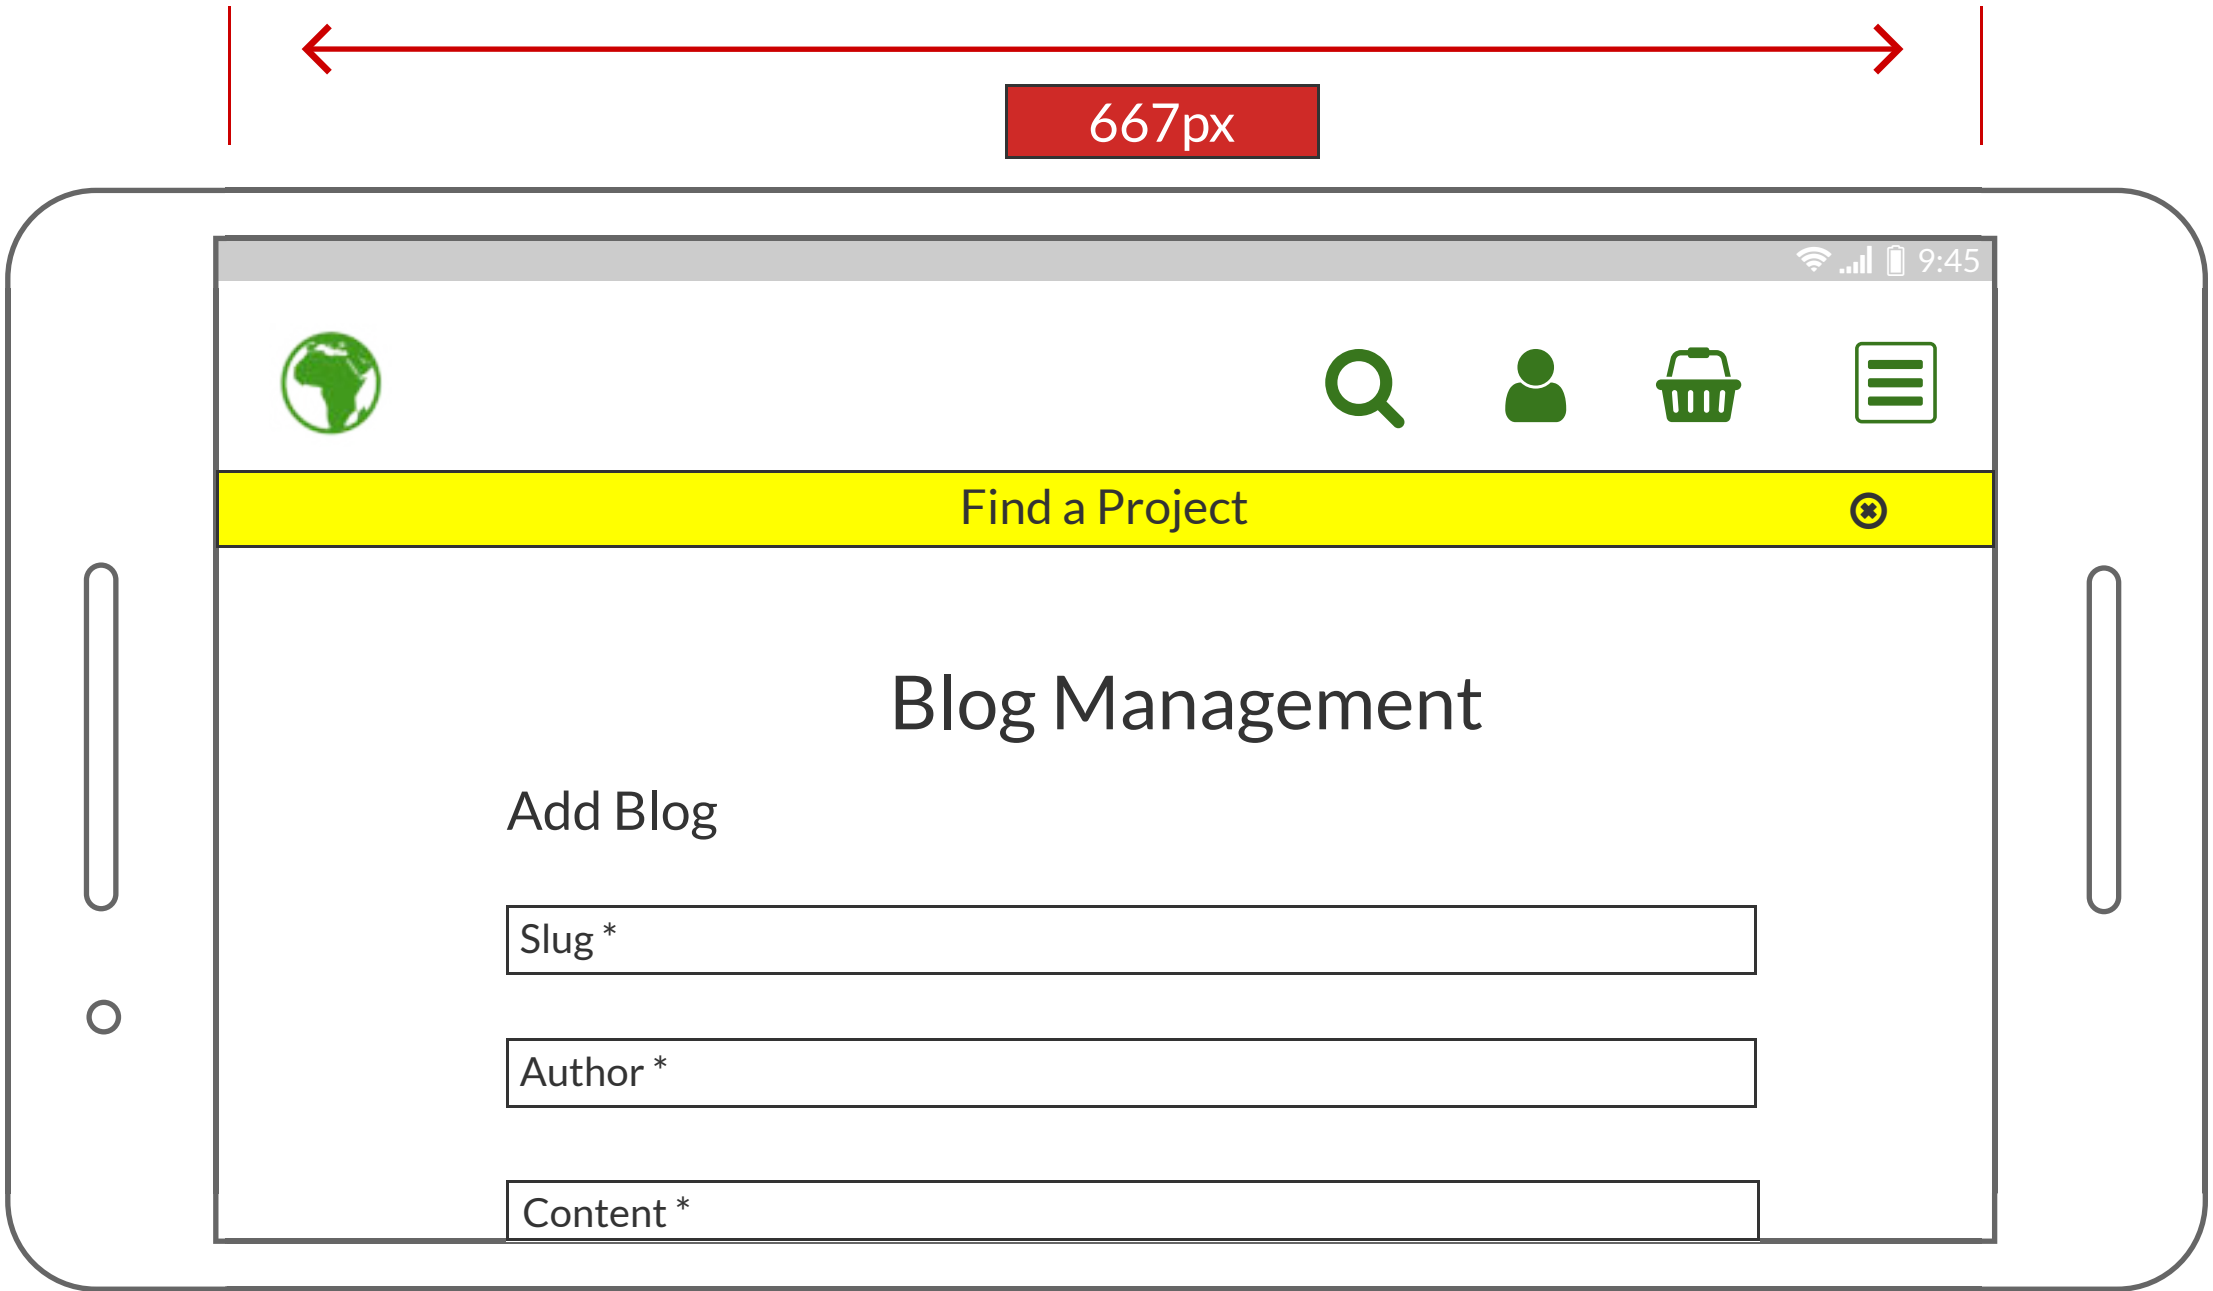 667px
9:45
Find a Project
Blog Management
Add Blog
Slug *
Author *
Content *